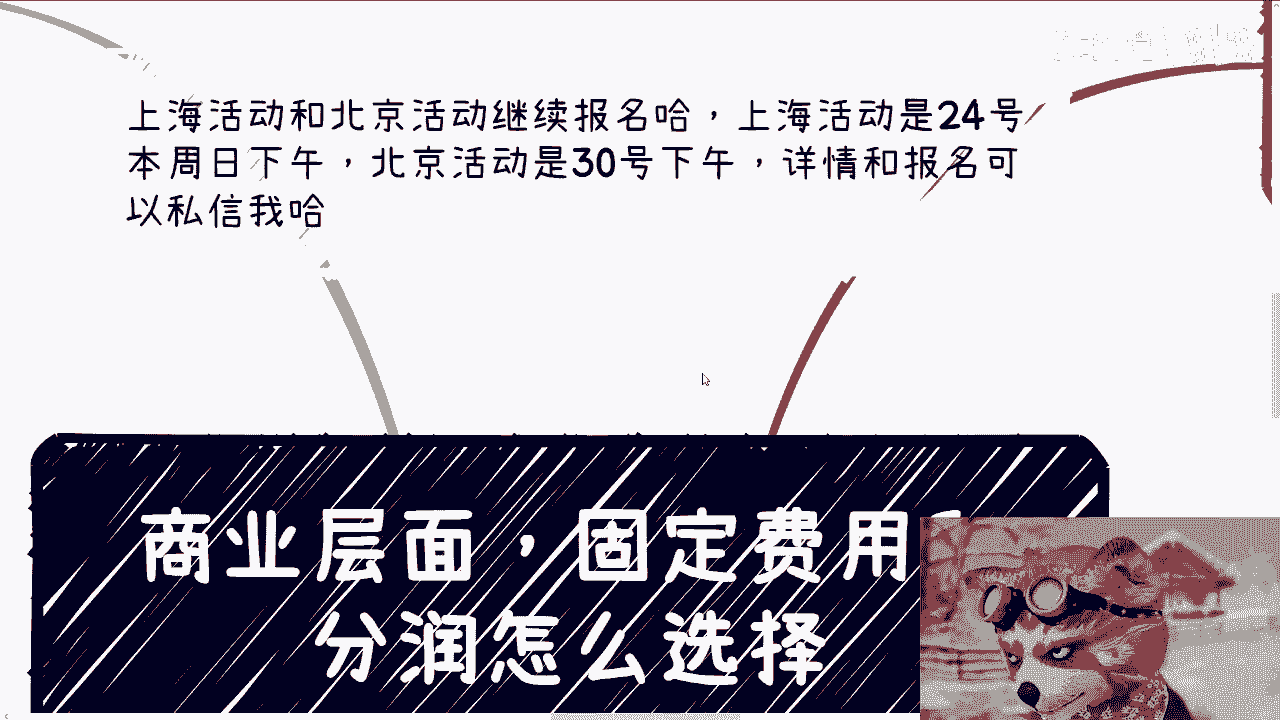 上海活动和北京活动继续报名哈，上海活动是24号
本周日下午，北京活动是30号下午，详情和报名可
以私信我哈
商业层面，固定费用
分润怎么选择